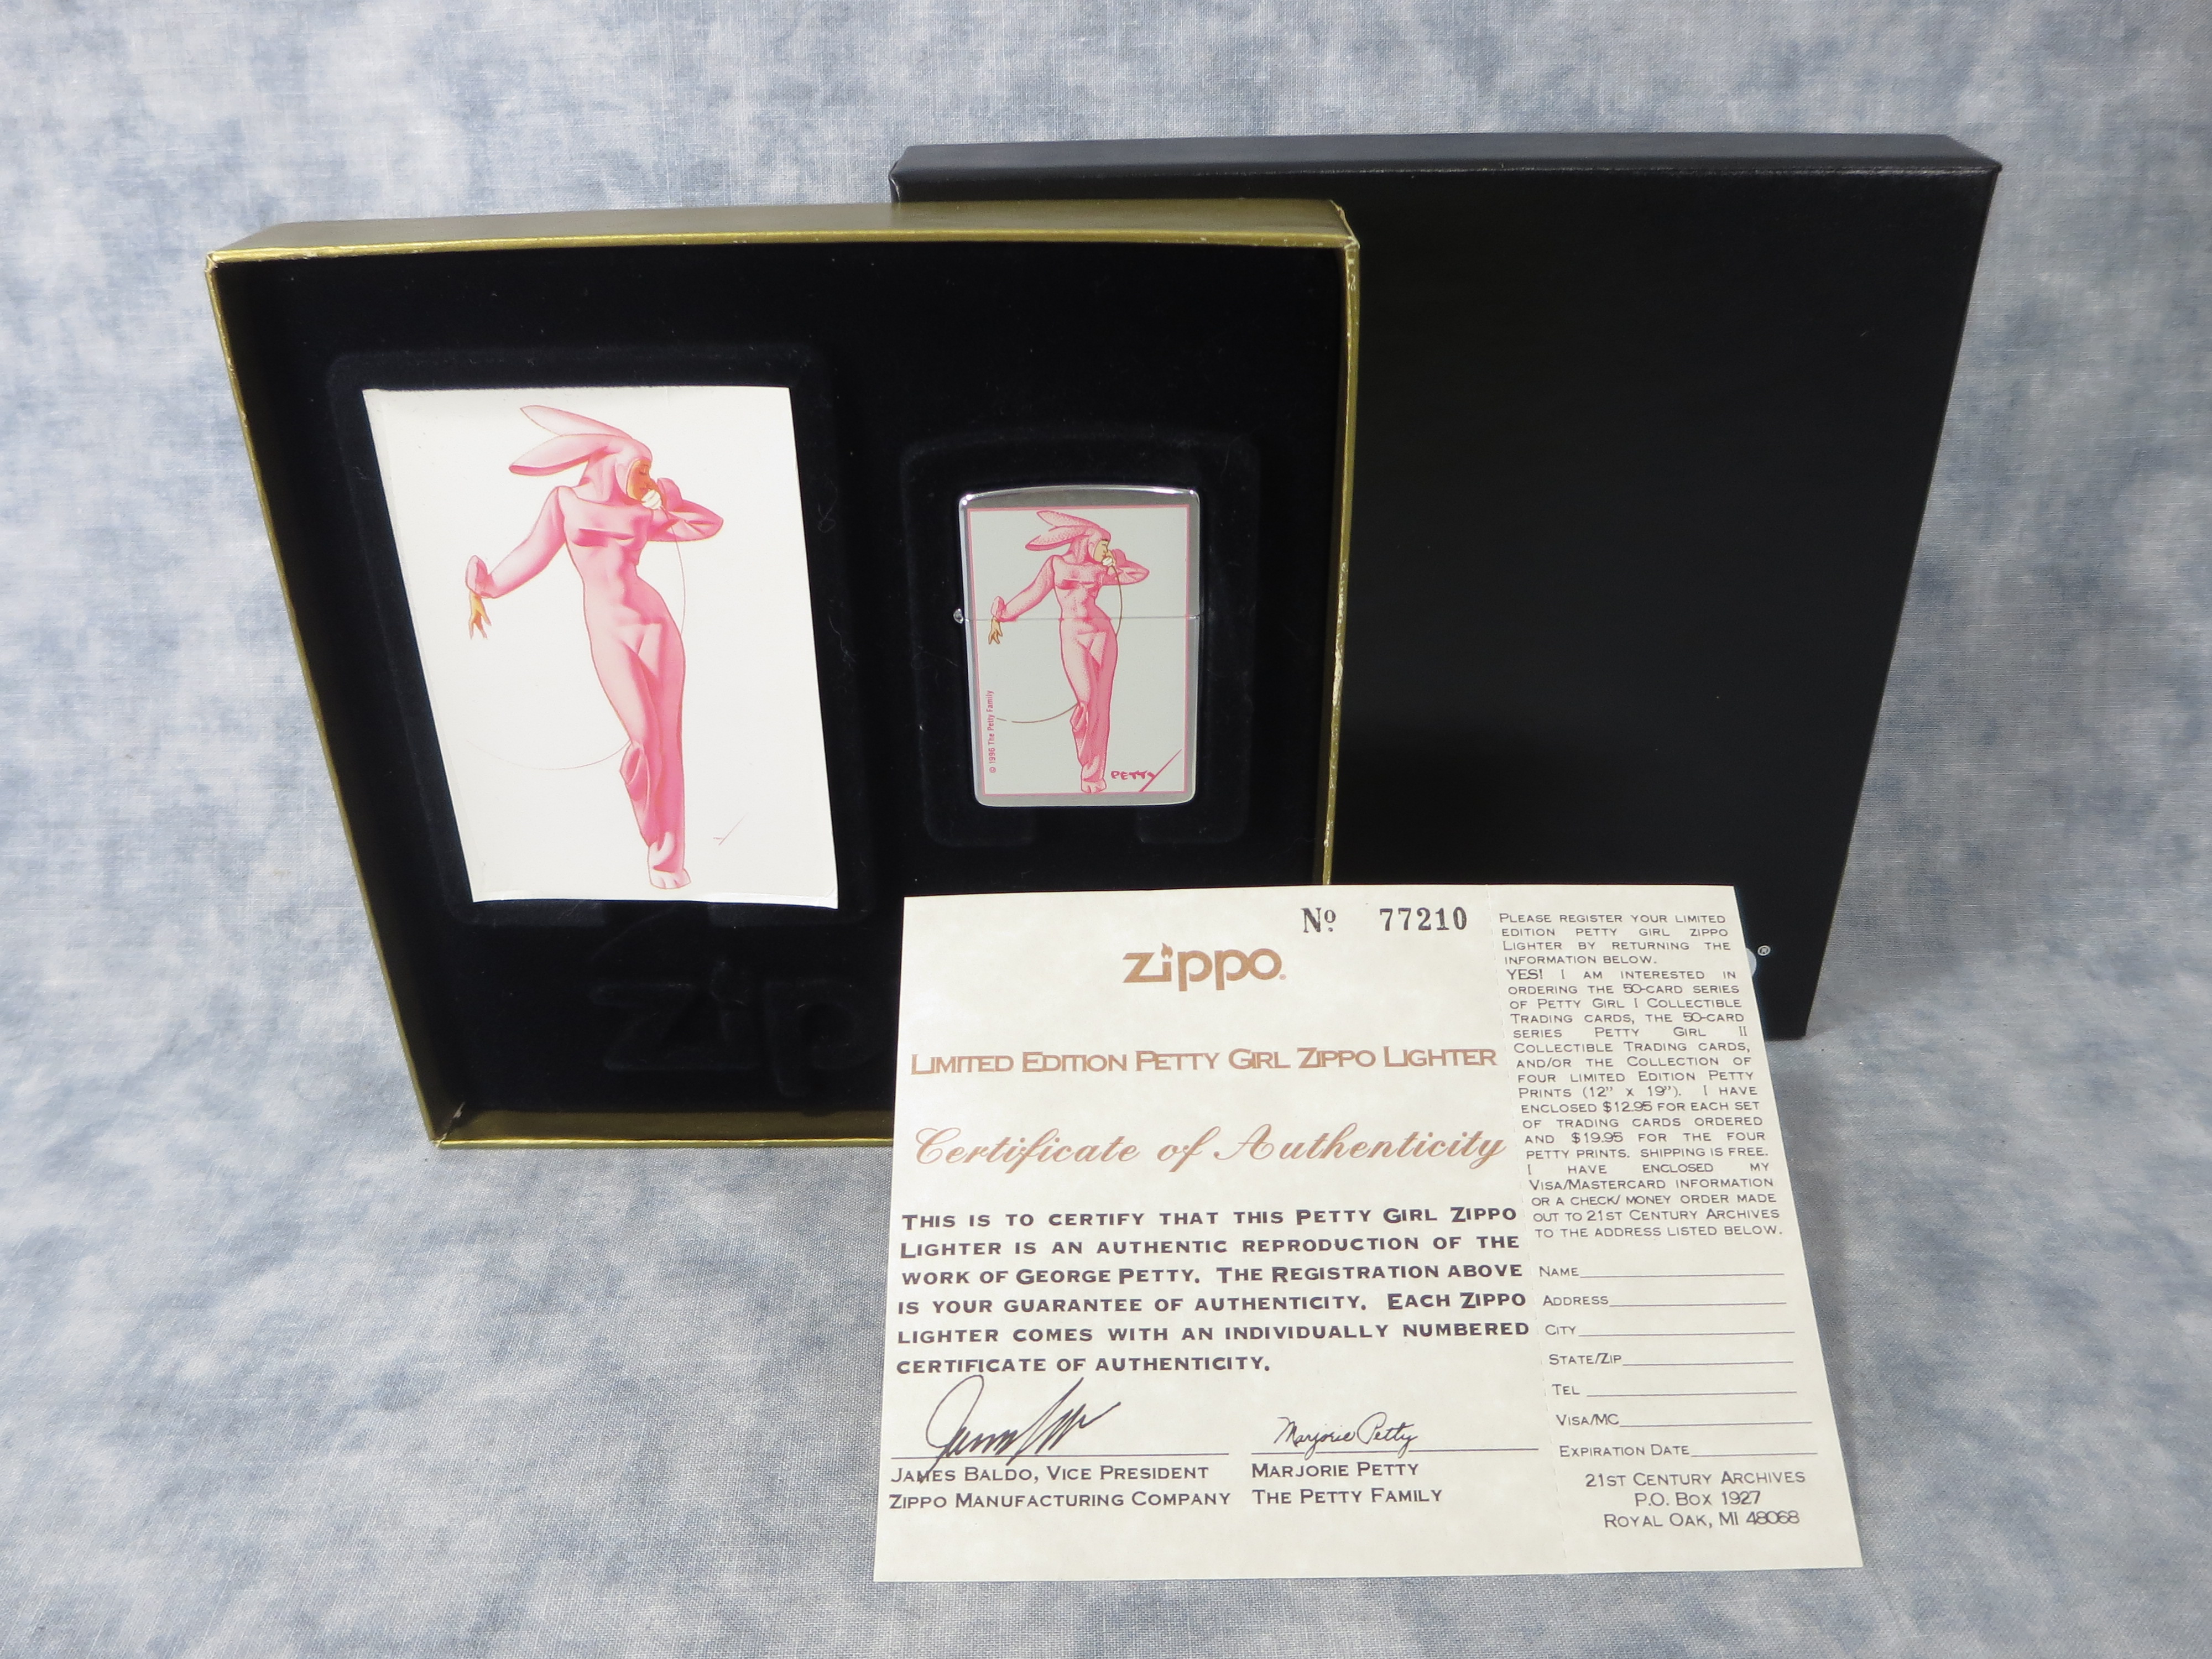 © 1996 The Petty Family
PETTY
Zip
®
Nº 77210
zippo®
LIMITED EDITION PETTY GIRL ZIPPO LIGHTER
Certificate of Authenticity
THIS IS TO CERTIFY THAT THIS PETTY GIRL ZIPPO
LIGHTER IS AN AUTHENTIC REPRODUCTION OF THE
WORK OF GEORGE PETTY. THE REGISTRATION ABOVE
IS YOUR GUARANTEE OF AUTHENTICITY. EACH ZIPPO
LIGHTER COMES WITH AN INDIVIDUALLY NUMBERED
CERTIFICATE OF AUTHENTICITY.
Marjorie Petty
JAMES BALDO, VICE PRESIDENT
ZIPPO MANUFACTURING COMPANY
MARJORIE PETTY
THE PETTY FAMILY
PLEASE REGISTER YOUR LIMITED
EDITION PETTY GIRL ZIPPO
LIGHTER BY RETURNING THE
INFORMATION BELOW.
YES! I AM INTERESTED IN
ORDERING THE 50-CARD SERIES
OF PETTY GIRL I COLLECTIBLE
TRADING CARDS, THE 50-CARD
SERIES PETTY GIRL II
COLLECTIBLE TRADING CARDS,
AND/OR THE COLLECTION OF
FOUR LIMITED EDITION PETTY
PRINTS (12" X 19"). I HAVE
ENCLOSED $12.95 FOR EACH SET
OF TRADING CARDS ORDERED
AND $19.95 FOR THE FOUR
PETTY PRINTS. SHIPPING IS FREE.
I HAVE ENCLOSED MY
VISA/MASTERCARD INFORMATION
OR A CHECK/ MONEY ORDER MADE
OUT TO 21ST CENTURY ARCHIVES
TO THE ADDRESS LISTED BELOW.
NAME
ADDRESS
CITY
STATE/ZIP
TEL
VISA/MC
EXPIRATION DATE
21ST CENTURY ARCHIVES
P.O. BOX 1927
ROYAL OAK, MI 48068